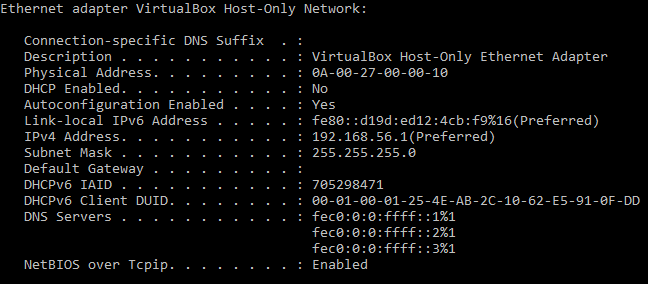 Ethernet adapter VirtualBox Host-Only Network:
Connection-specific DNS Suffix  . :
Description . . . . . . . . . . . : VirtualBox Host-Only Ethernet Adapter
Physical Address. . . . . . . . . : 0A-00-27-00-00-10
DHCP Enabled. . . . . . . . . . . : No
Autoconfiguration Enabled . . . . : Yes
Link-local IPv6 Address . . . . . : fe80::d19d:ed12:4cb:f9%16(Preferred)
IPv4 Address. . . . . . . . . . . : 192.168.56.1(Preferred)
Subnet Mask . . . . . . . . . . . : 255.255.255.0
Default Gateway . . . . . . . . . :
DHCPv6 IAID . . . . . . . . . . . : 705298471
DHCPv6 Client DUID. . . . . . . . : 00-01-00-01-25-4E-AB-2C-10-62-E5-91-0F-DD
DNS Servers . . . . . . . . . . . : fec0:0:0:ffff::1%1
fec0:0:0:ffff::2%1
fec0:0:0:ffff::3%1
NetBIOS over Tcpip. . . . . . . . : Enabled